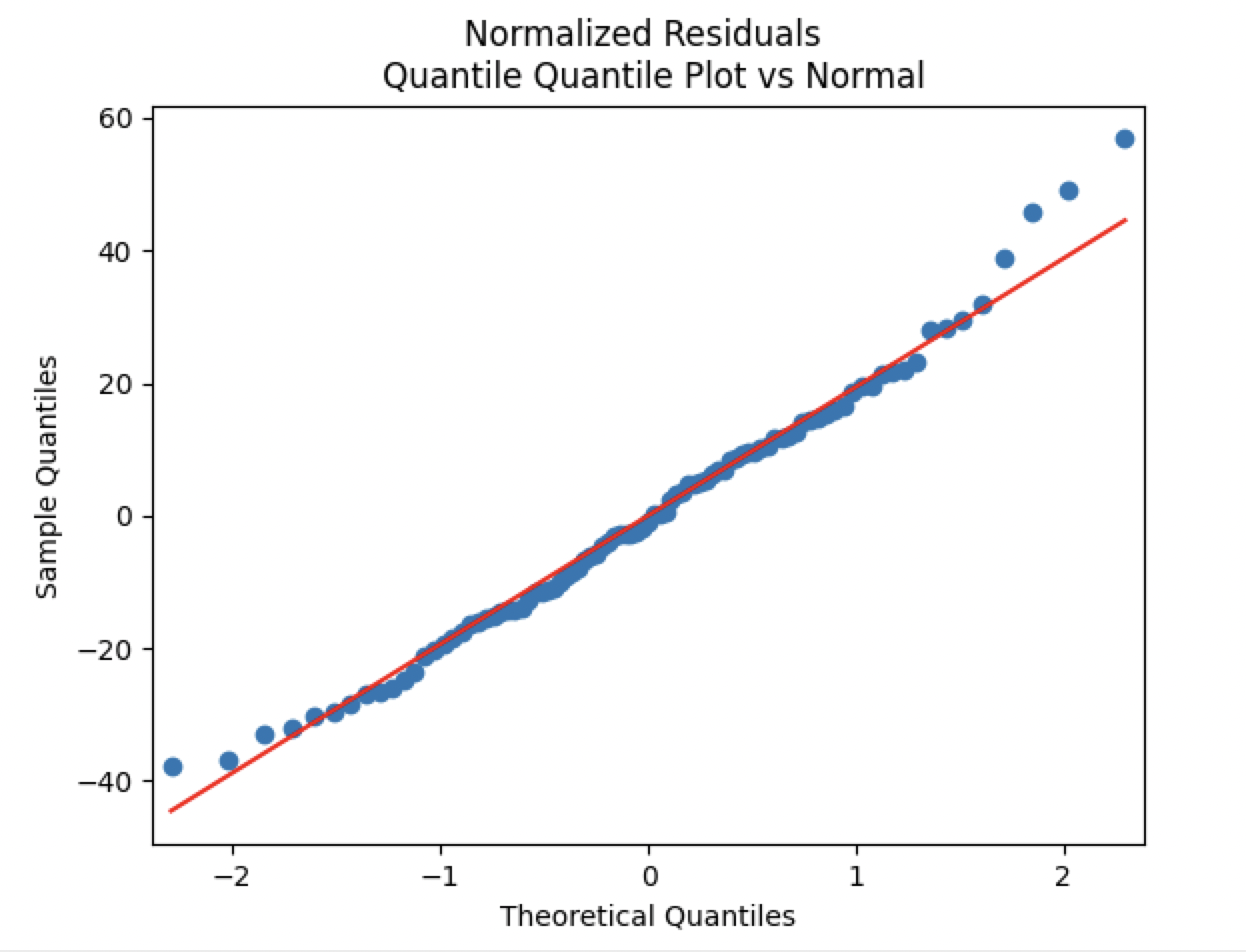 Normalized Residuals
Quantile Quantile Plot vs Normal
60
40
20
0
−20
−40
Sample Quantiles
−2
−1
0
1
2
Theoretical Quantiles